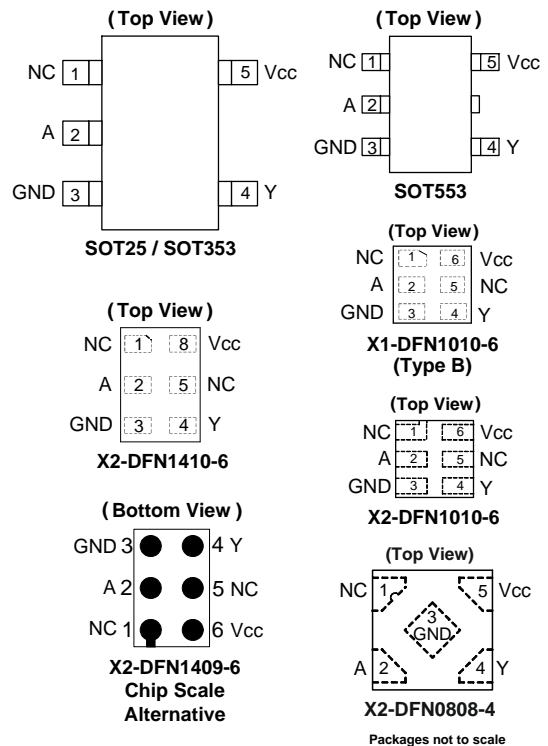 (Top View)
NC 1 5 Vcc
A 2
GND 3 4 Y
SOT25 / SOT353
(Top View)
NC 1 5 Vcc
A 2
GND 3 4 Y
SOT553
(Top View)
NC 1 6 Vcc
A 2 5 NC
GND 3 4 Y
X1-DFN1010-6
(Type B)
(Top View)
NC 1 8 Vcc
A 2 5 NC
GND 3 4 Y
X2-DFN1410-6
(Top View)
NC 1 6 Vcc
A 2 5 NC
GND 3 4 Y
X2-DFN1010-6
(Bottom View)
GND 3 4 Y
A 2 5 NC
NC 1 6 Vcc
X2-DFN1409-6
Chip Scale
Alternative
(Top View)
NC 1 5 Vcc
3
GND
A 2 4 Y
X2-DFN0808-4
Packages not to scale